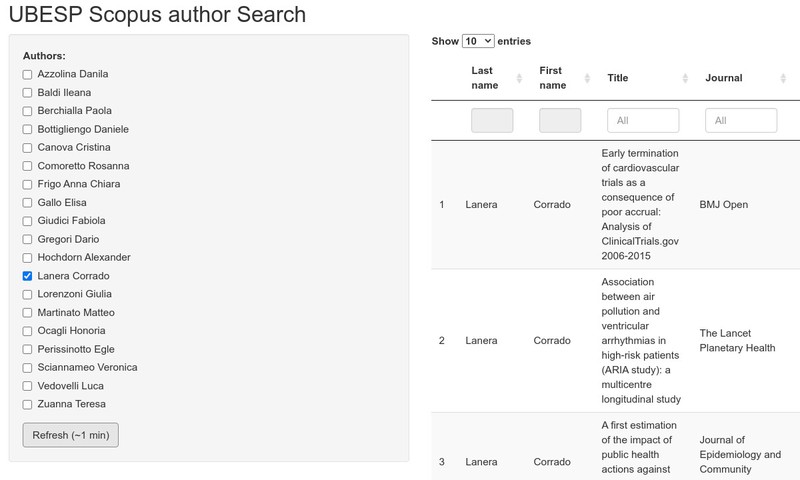 UBESP Scopus author Search
Authors:
Azzolina Danila
Baldi Ileana
Berchialla Paola
Bottigliengo Daniele
Canova Cristina
Comoretto Rosanna
Frigo Anna Chiara
Gallo Elisa
Giudici Fabiola
Gregori Dario
Hochdorn Alexander
Lanera Corrado
Lorenzoni Giulia
Martinato Matteo
Ocagli Honoria
Perissinotto Egle
Sciannameo Veronica
Vedovelli Luca
Zuanna Teresa
Refresh (~1 min)
Show 10 entries
Last name
First name
Title
Journal
All
All
1
Lanera
Corrado
Early termination
of cardiovascular
trials as a
consequence of
poor accrual:
Analysis of
ClinicalTrials.gov
2006-2015
BMJ Open
2
Lanera
Corrado
Association
between air
pollution and
ventricular
arrhythmias in
high-risk patients
(ARIA study): a
multicentre
longitudinal study
The Lancet
Planetary Health
3
Lanera
Corrado
A first estimation
of the impact of
public health
actions against
Journal of
Epidemiology and
Community